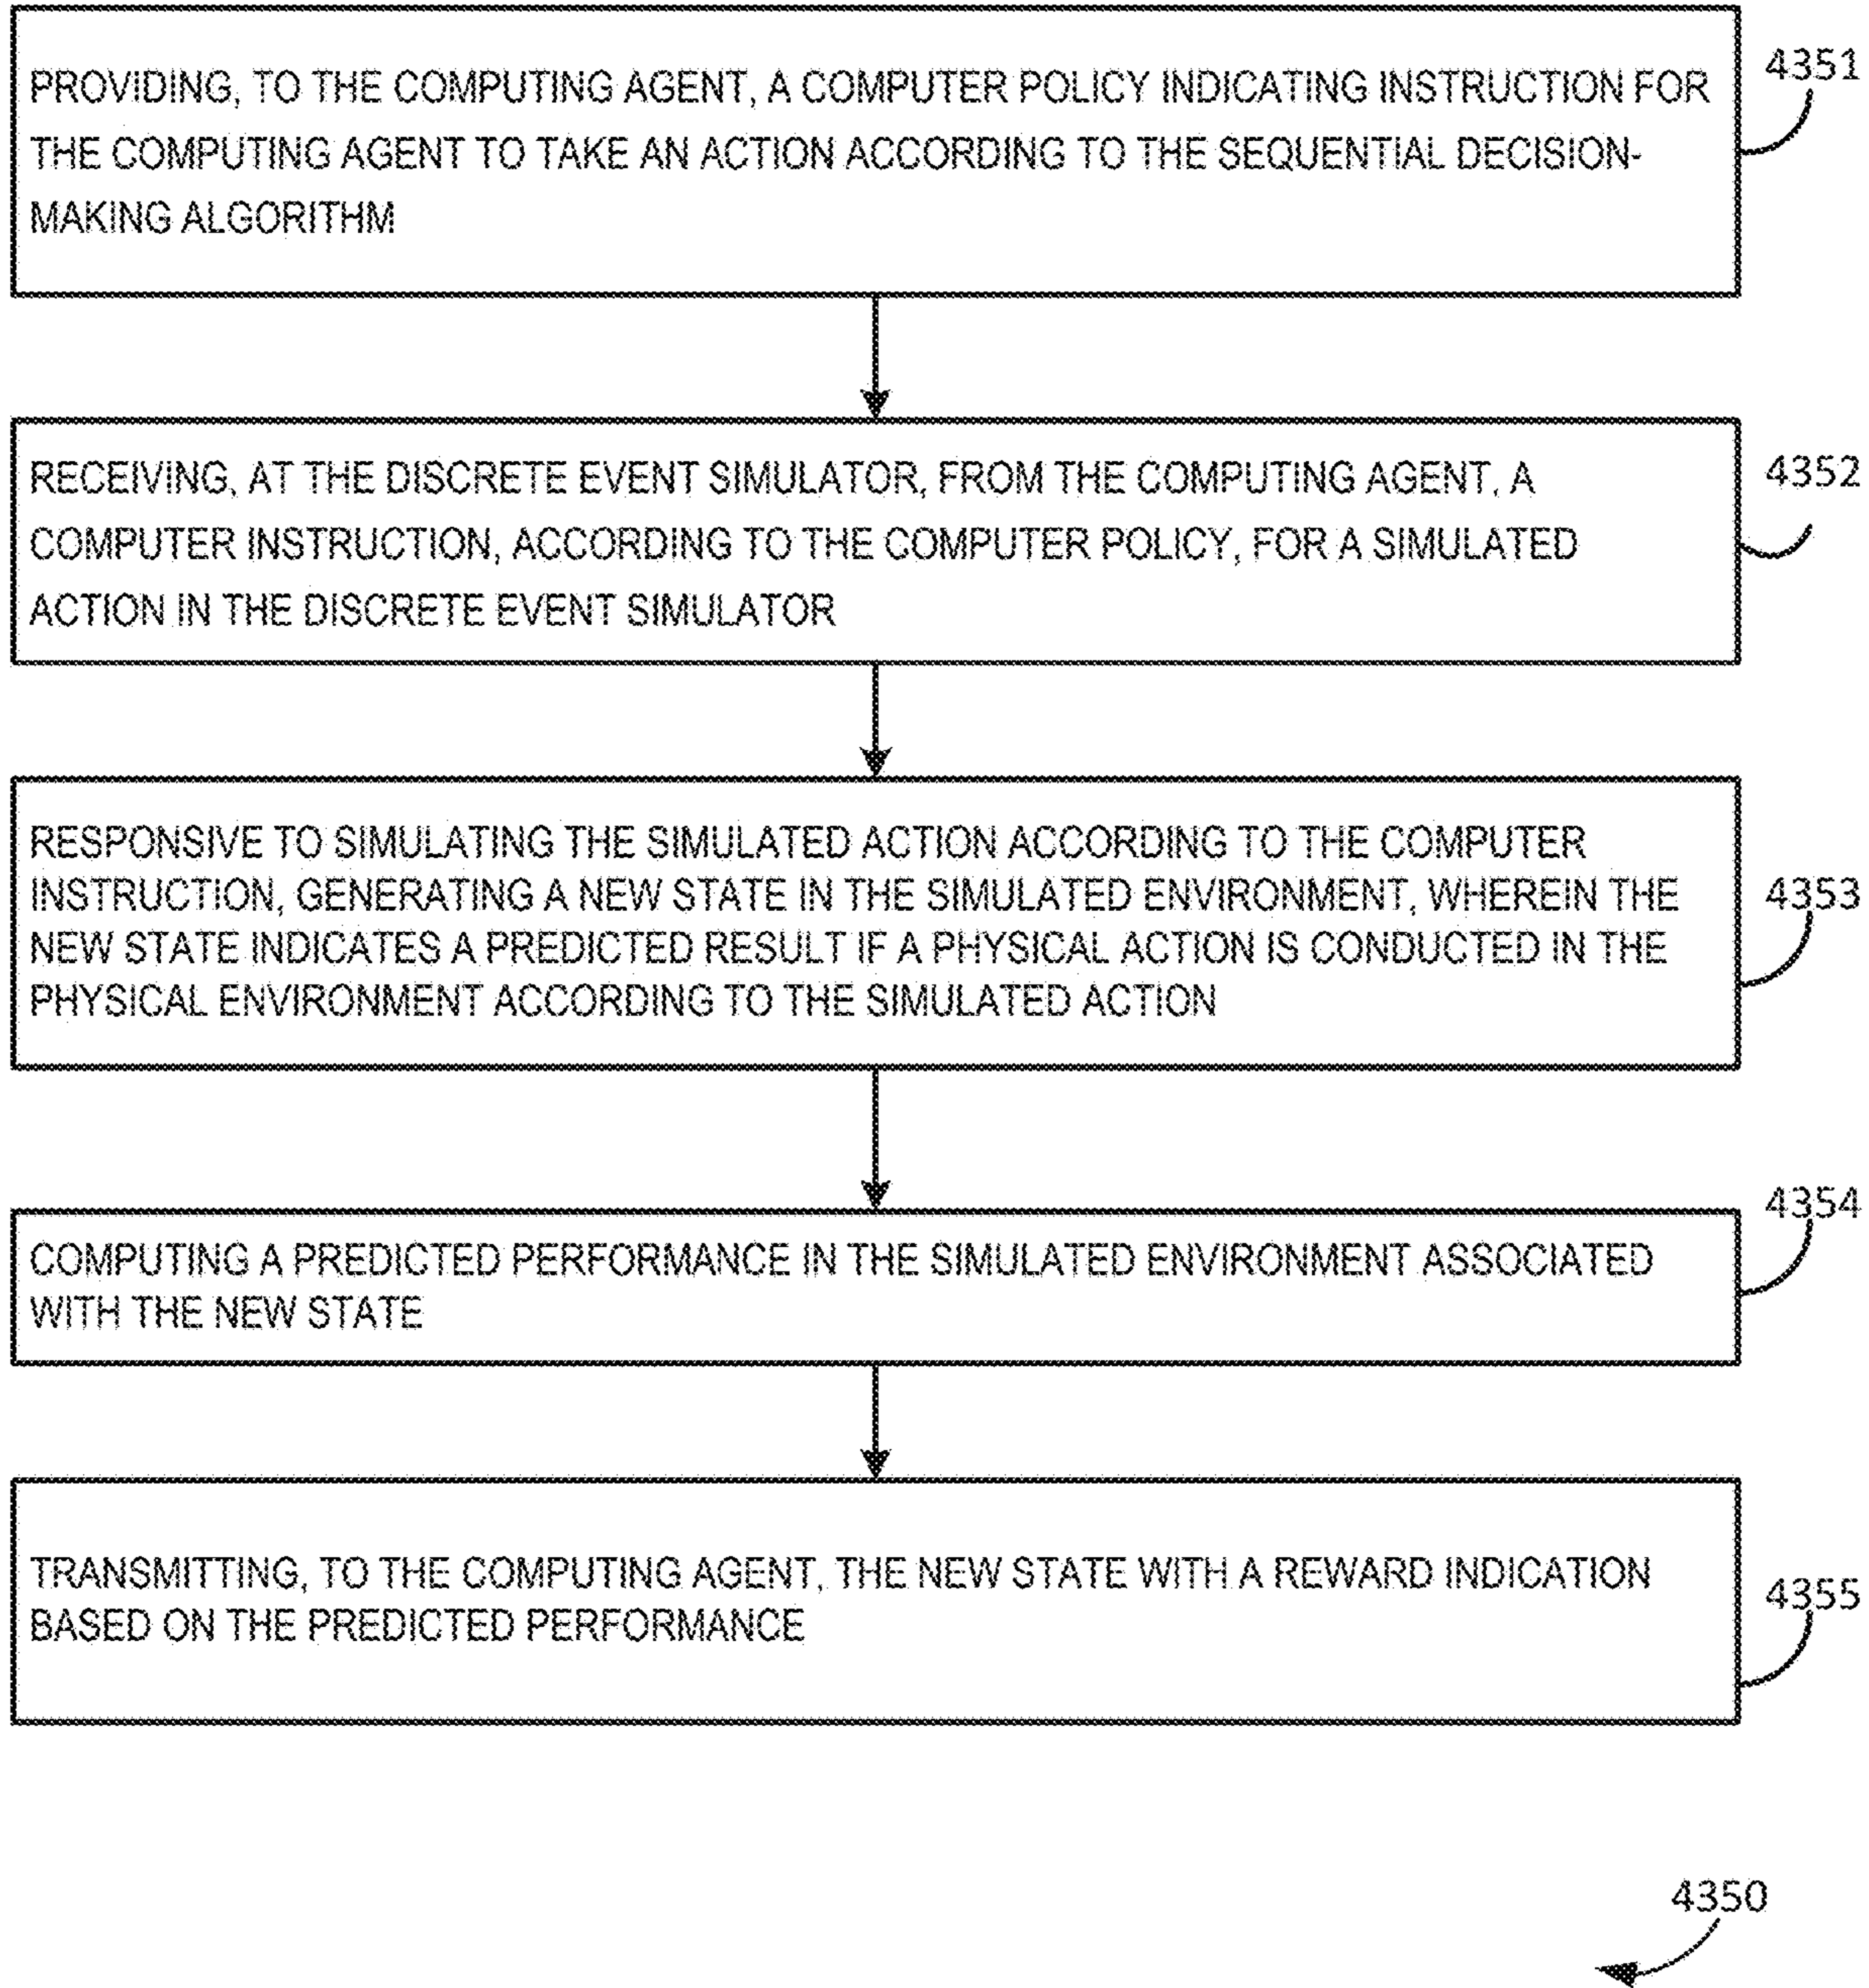 4351
PROVIDING, TO THE COMPUTING AGENT, A COMPUTER POLICY INDICATING INSTRUCTION FOR
THE COMPUTING AGENT TO TAKE AN ACTION ACCORDING TO THE SEQUENTIAL DECISION-
MAKING ALGORITHM
4352
RECEIVING, AT THE DISCRETE EVENT SIMULATOR, FROM THE COMPUTING AGENT, A
COMPUTER INSTRUCTION, ACCORDING TO THE COMPUTER POLICY, FOR A SIMULATED
ACTION IN THE DISCRETE EVENT SIMULATOR
RESPONSIVE TO SIMULATING THE SIMULATED ACTION ACCORDING TO THE COMPUTER
INSTRUCTION, GENERATING A NEW STATE IN THE SIMULATED ENVIRONMENT, WHEREIN THE
4353
NEW STATE INDICATES A PREDICTED RESULT IF A PHYSICAL ACTION IS CONDUCTED IN THE
PHYSICAL ENVIRONMENT ACCORDING TO THE SIMULATED ACTION
4354
COMPUTING A PREDICTED PERFORMANCE IN THE SIMULATED ENVIRONMENT ASSOCIATED
WITH THE NEW STATE
TRANSMITTING, TO THE COMPUTING AGENT, THE NEW STATE WITH A REWARD INDICATION
4355
BASED ON THE PREDICTED PERFORMANCE
4350